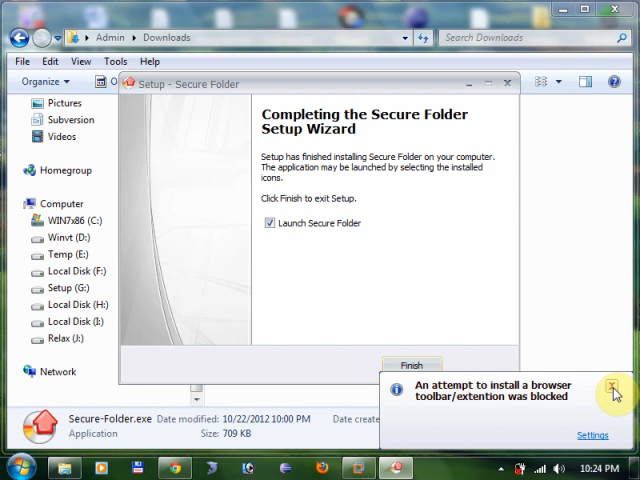 Admin
Downloads
Search Downloads
File Edit View Tools Help
Organize
O
Pictures
Subversion
Videos
Homegroup
Computer
WIN7x86 (C:)
Winvt (D:)
Temp (E:)
Local Disk (F:)
Setup (G:)
Local Disk (H:)
Local Disk (I:)
Relax (J:)
Network
Setup - Secure Folder
Completing the Secure Folder
Setup Wizard
Setup has finished installing Secure Folder on your computer.
The application may be launched by selecting the installed
icons.
Click Finish to exit Setup.
Launch Secure Folder
Finish
An attempt to install a browser
toolbar/extention was blocked
Settings
Secure-Folder.exe Date modified: 10/22/2012 10:00 PM Date create
Application Size: 709 KB
10:24 PM